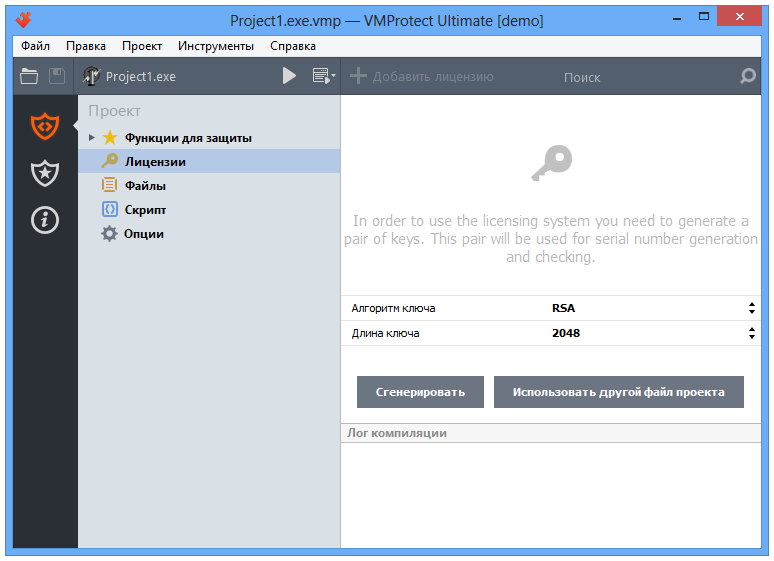 Project1.exe.vmp — VMProtect Ultimate [demo]
Файл Правка Проект Инструменты Справка
Project1.exe Добавить лицензию Поиск
Проект
Функции для защиты
Лицензии
Файлы
Скрипт
Опции
In order to use the licensing system you need to generate a
pair of keys. This pair will be used for serial number generation
and checking.
Алгоритм ключа RSA
Длина ключа 2048
Сгенерировать Использовать другой файл проекта
Лог компиляции